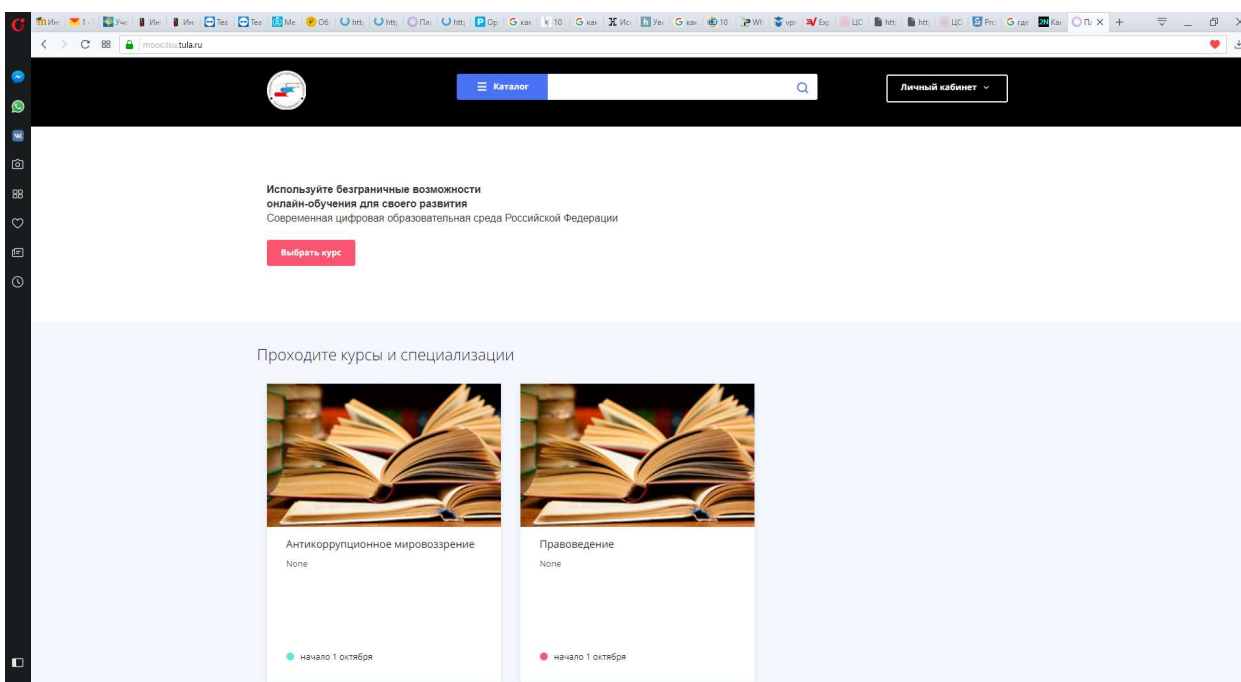 mooc.tsu.tula.ru
Каталог
Личный кабинет
Используйте безграничные возможности
онлайн-обучения для своего развития
Современная цифровая образовательная среда Российской Федерации
Выбрать курс
Проходите курсы и специализации
Антикоррупционное мировоззрение
None
начало 1 октября
Правоведение
None
начало 1 октября